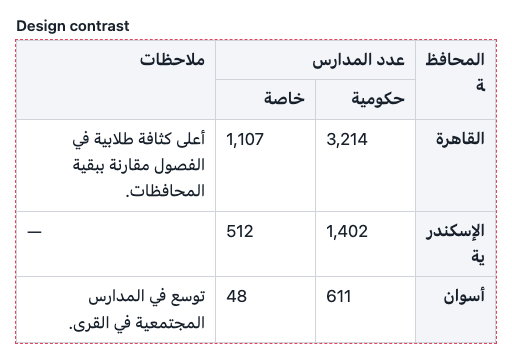 Design contrast
المحافظ
ة
عدد المدارس
ملاحظات
حكومية
خاصة
القاهرة
3,214
1,107
أعلى كثافة طلابية في
الفصول مقارنة ببقية
المحافظات.
الإسكندر
ية
1,402
512
—
أسوان
611
48
توسع في المدارس
المجتمعية في القرى.